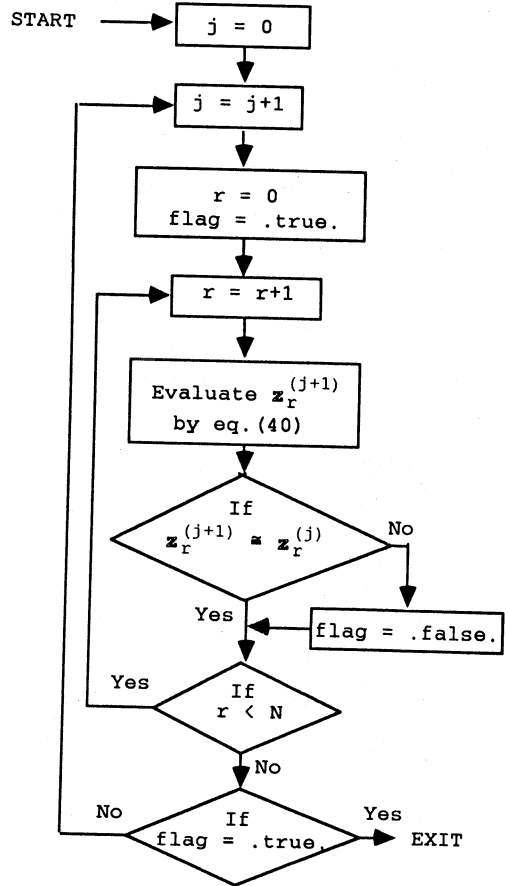 START
j = 0
j = j+1
r = 0
flag = .true.
r = r+1
Evaluate z_r^(j+1)
by eq.(40)
If
z_r^(j+1) ≅ z_r^(j)
No
Yes
flag = .false.
Yes
If
r < N
No
No
If
flag = .true.
Yes
EXIT